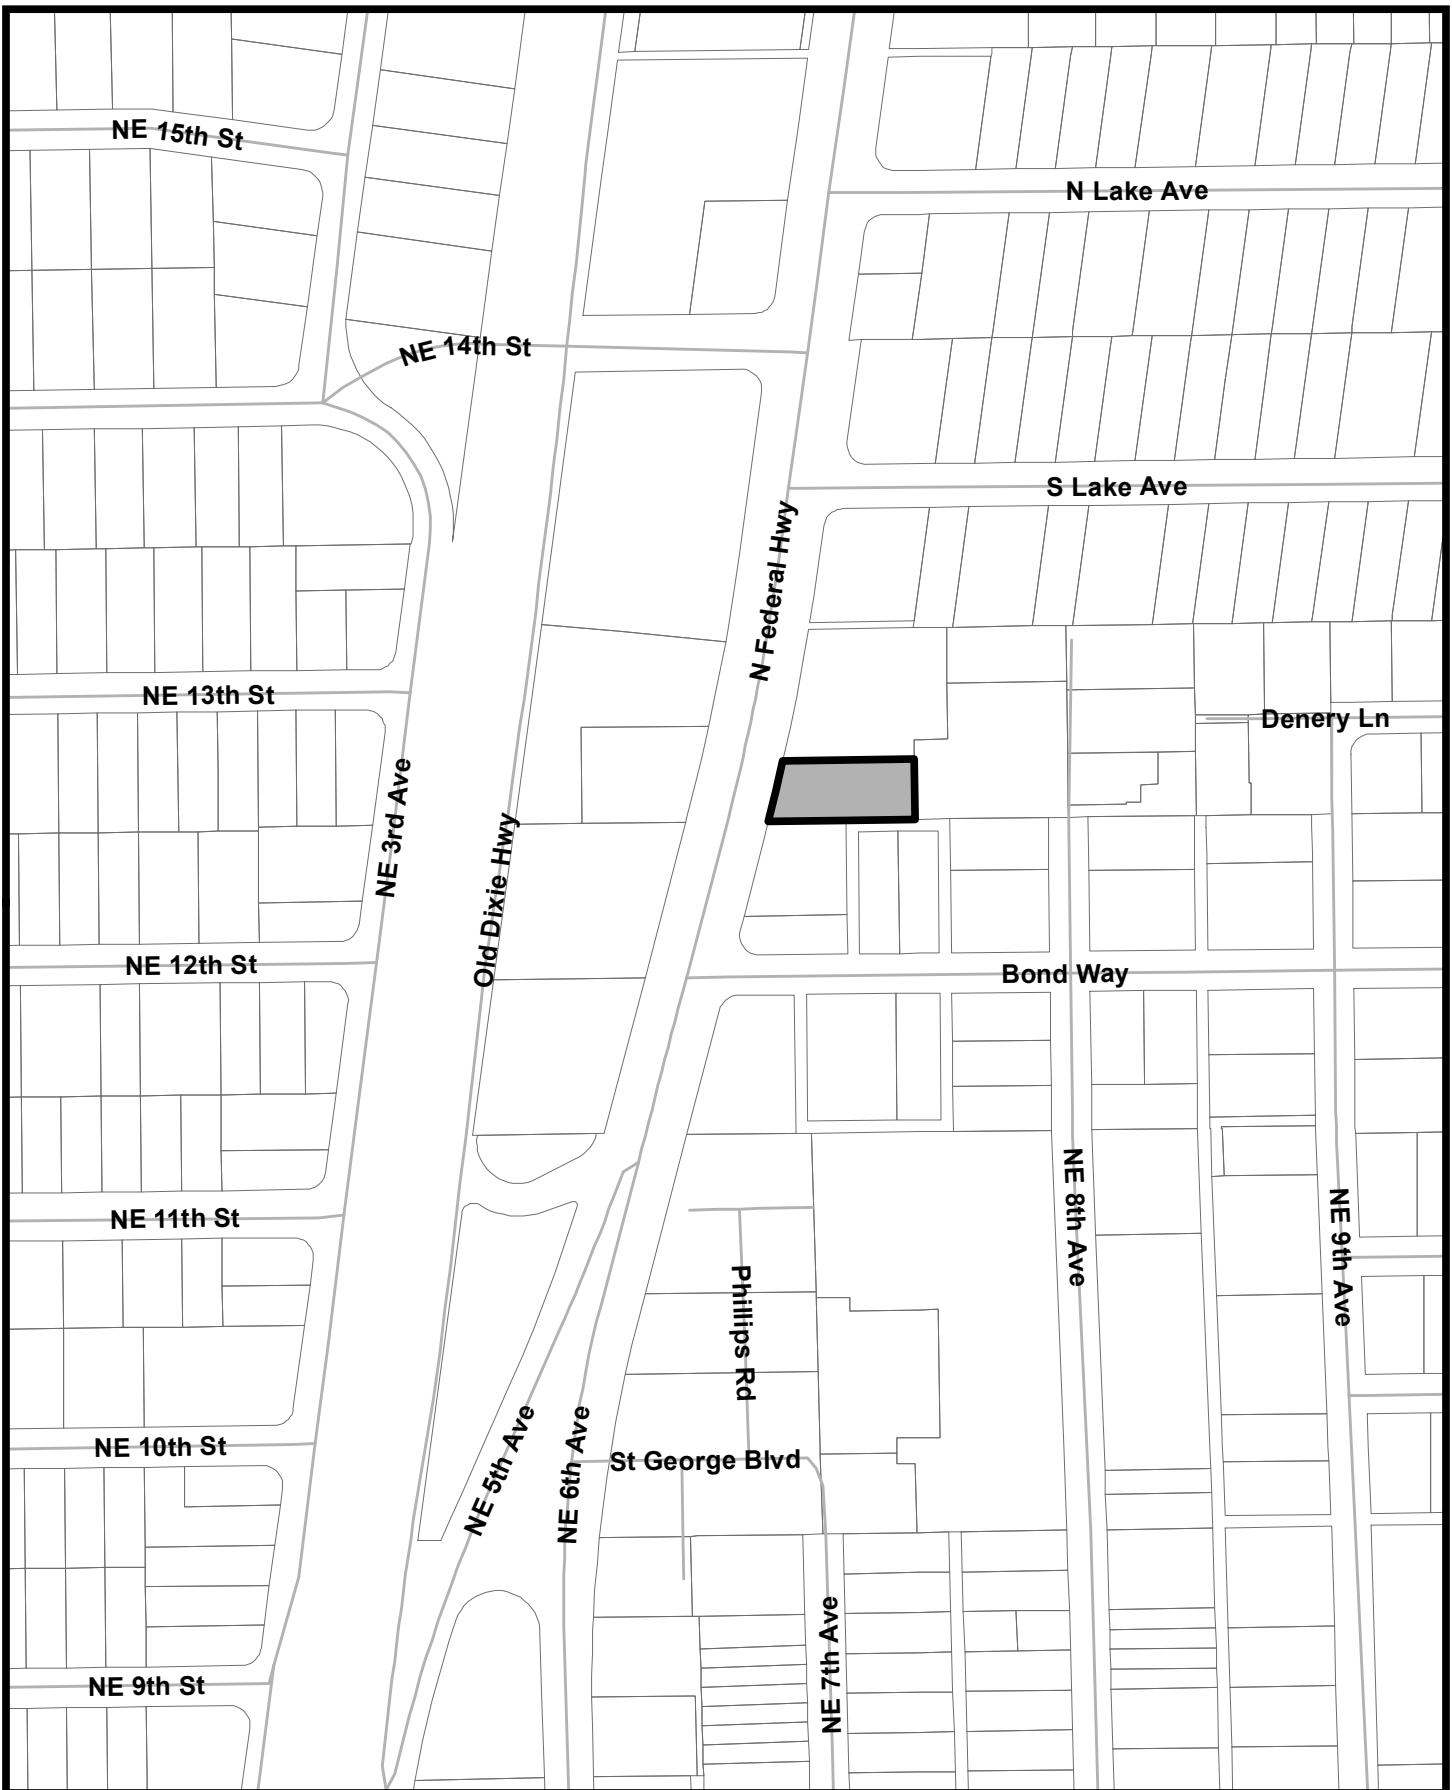 NE 15th St
N Lake Ave
NE 14th St
S Lake Ave
N Federal Hwy
NE 13th St
Denery Ln
NE 3rd Ave
Old Dixie Hwy
NE 12th St
Bond Way
NE 8th Ave
NE 9th Ave
NE 11th St
Phillips Rd
NE 10th St
NE 5th Ave
NE 6th Ave
St George Blvd
NE 7th Ave
NE 9th St